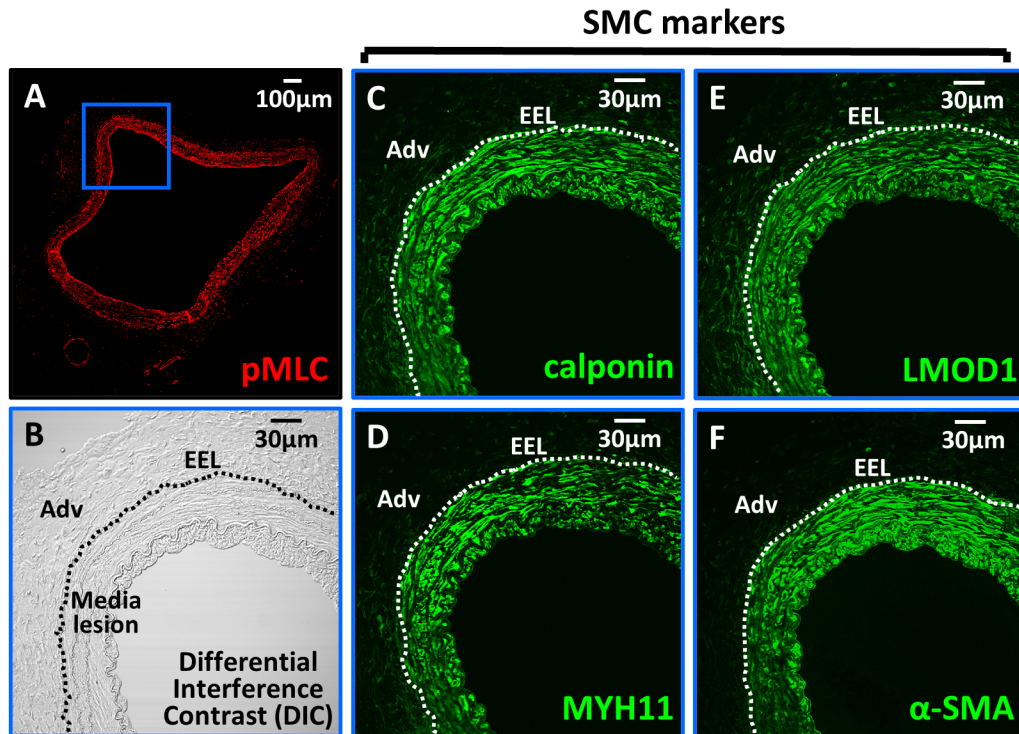 SMC markers
A
100μm
pMLC
B
30μm
EEL
Adv
Media
lesion
Differential
Interference
Contrast (DIC)
C
30μm
EEL
Adv
calponin
D
30μm
EEL
Adv
MYH11
E
30μm
EEL
Adv
LMOD1
F
30μm
EEL
Adv
α-SMA